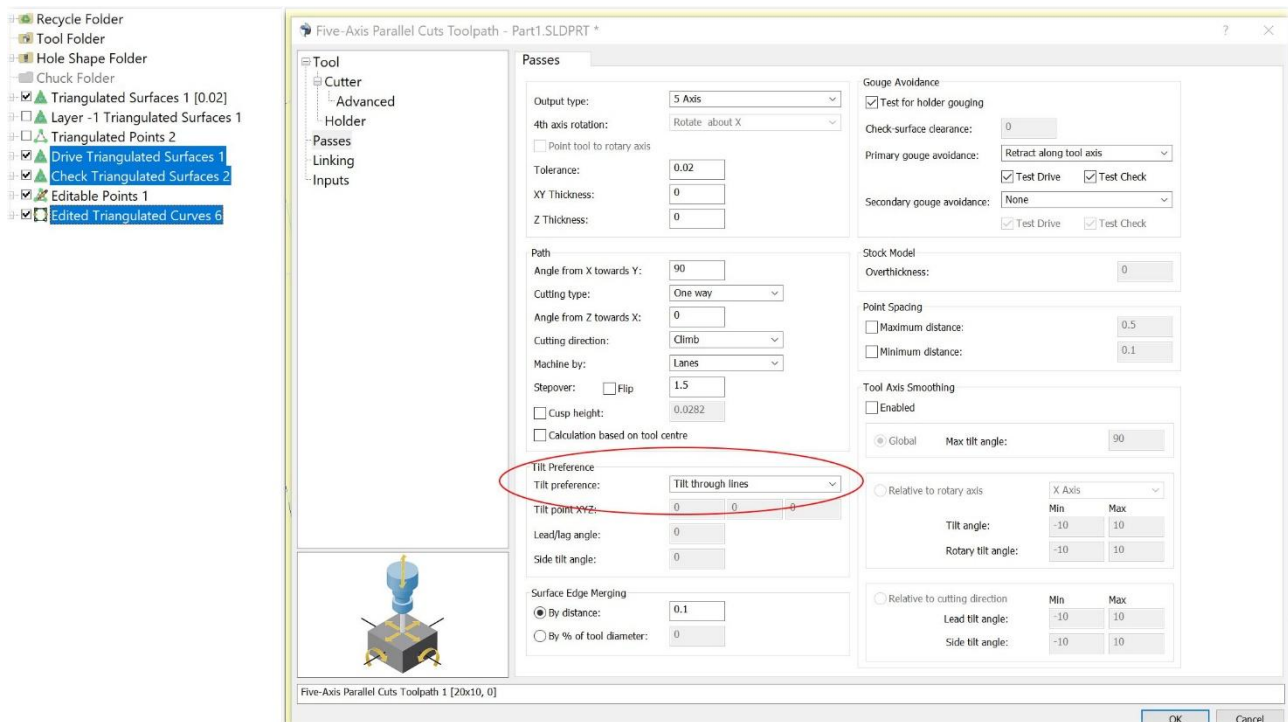 Recycle Folder
Tool Folder
Hole Shape Folder
Chuck Folder
Triangulated Surfaces 1 [0.02]
Layer -1 Triangulated Surfaces 1
Triangulated Points 2
Drive Triangulated Surfaces 1
Check Triangulated Surfaces 2
Editable Points 1
Edited Triangulated Curves 6
Five-Axis Parallel Cuts Toolpath - Part1.SLDPRT *
? ×
Tool
Cutter
Advanced
Holder
Passes
Linking
Inputs
Passes
Output type: 5 Axis
4th axis rotation: Rotate about X
Point tool to rotary axis
Tolerance: 0.02
XY Thickness: 0
Z Thickness: 0
Path
Angle from X towards Y: 90
Cutting type: One way
Angle from Z towards X: 0
Cutting direction: Climb
Machine by: Lanes
Stepover: Flip 1.5
Cusp height: 0.0282
Calculation based on tool centre
Tilt Preference
Tilt preference: Tilt through lines
Tilt point XYZ: 0 0 0
Lead/lag angle: 0
Side tilt angle: 0
Surface Edge Merging
By distance: 0.1
By % of tool diameter: 0
Gouge Avoidance
Test for holder gouging
Check-surface clearance: 0
Primary gouge avoidance: Retract along tool axis
Test Drive Test Check
Secondary gouge avoidance: None
Test Drive Test Check
Stock Model
Overthickness: 0
Point Spacing
Maximum distance: 0.5
Minimum distance: 0.1
Tool Axis Smoothing
Enabled
Global Max tilt angle: 90
Relative to rotary axis X Axis
Min Max
Tilt angle: -10 10
Rotary tilt angle: -10 10
Relative to cutting direction Min Max
Lead tilt angle: -10 10
Side tilt angle: -10 10
Five-Axis Parallel Cuts Toolpath 1 [20x10, 0]
OK Cancel